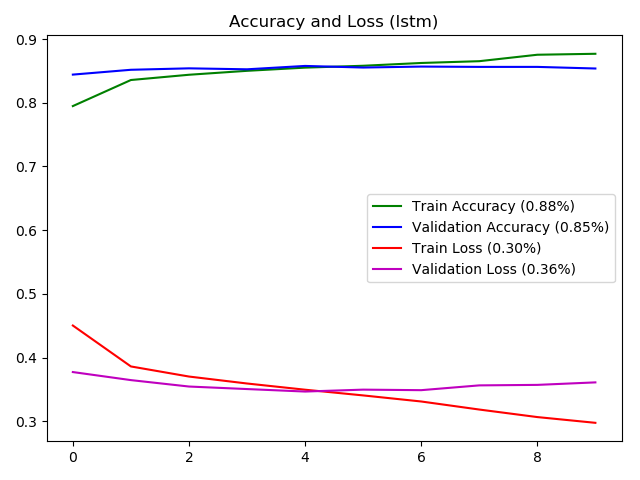 Accuracy and Loss (lstm)
0.9
0.8
0.7
0.6
0.5
0.4
0.3
Train Accuracy (0.88%)
Validation Accuracy (0.85%)
Train Loss (0.30%)
Validation Loss (0.36%)
0 2 4 6 8